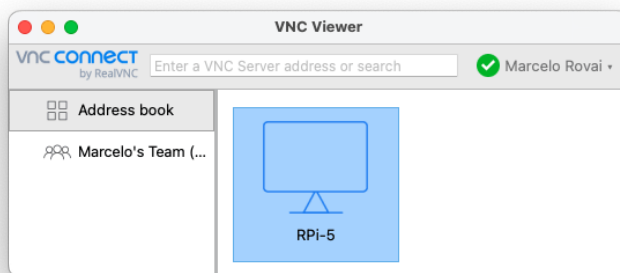 VNC Viewer
vnc connect
by RealVNC
Enter a VNC Server address or search
Marcelo Rovai
Address book
Marcelo's Team (...
RPi-5